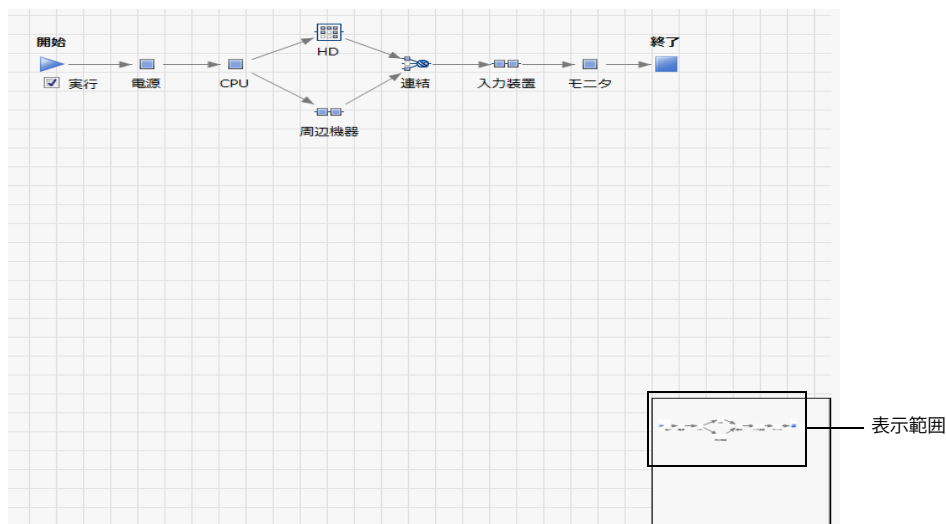 開始
実行
電源
CPU
HD
周辺機器
連結
入力装置
モニタ
終了
表示範囲